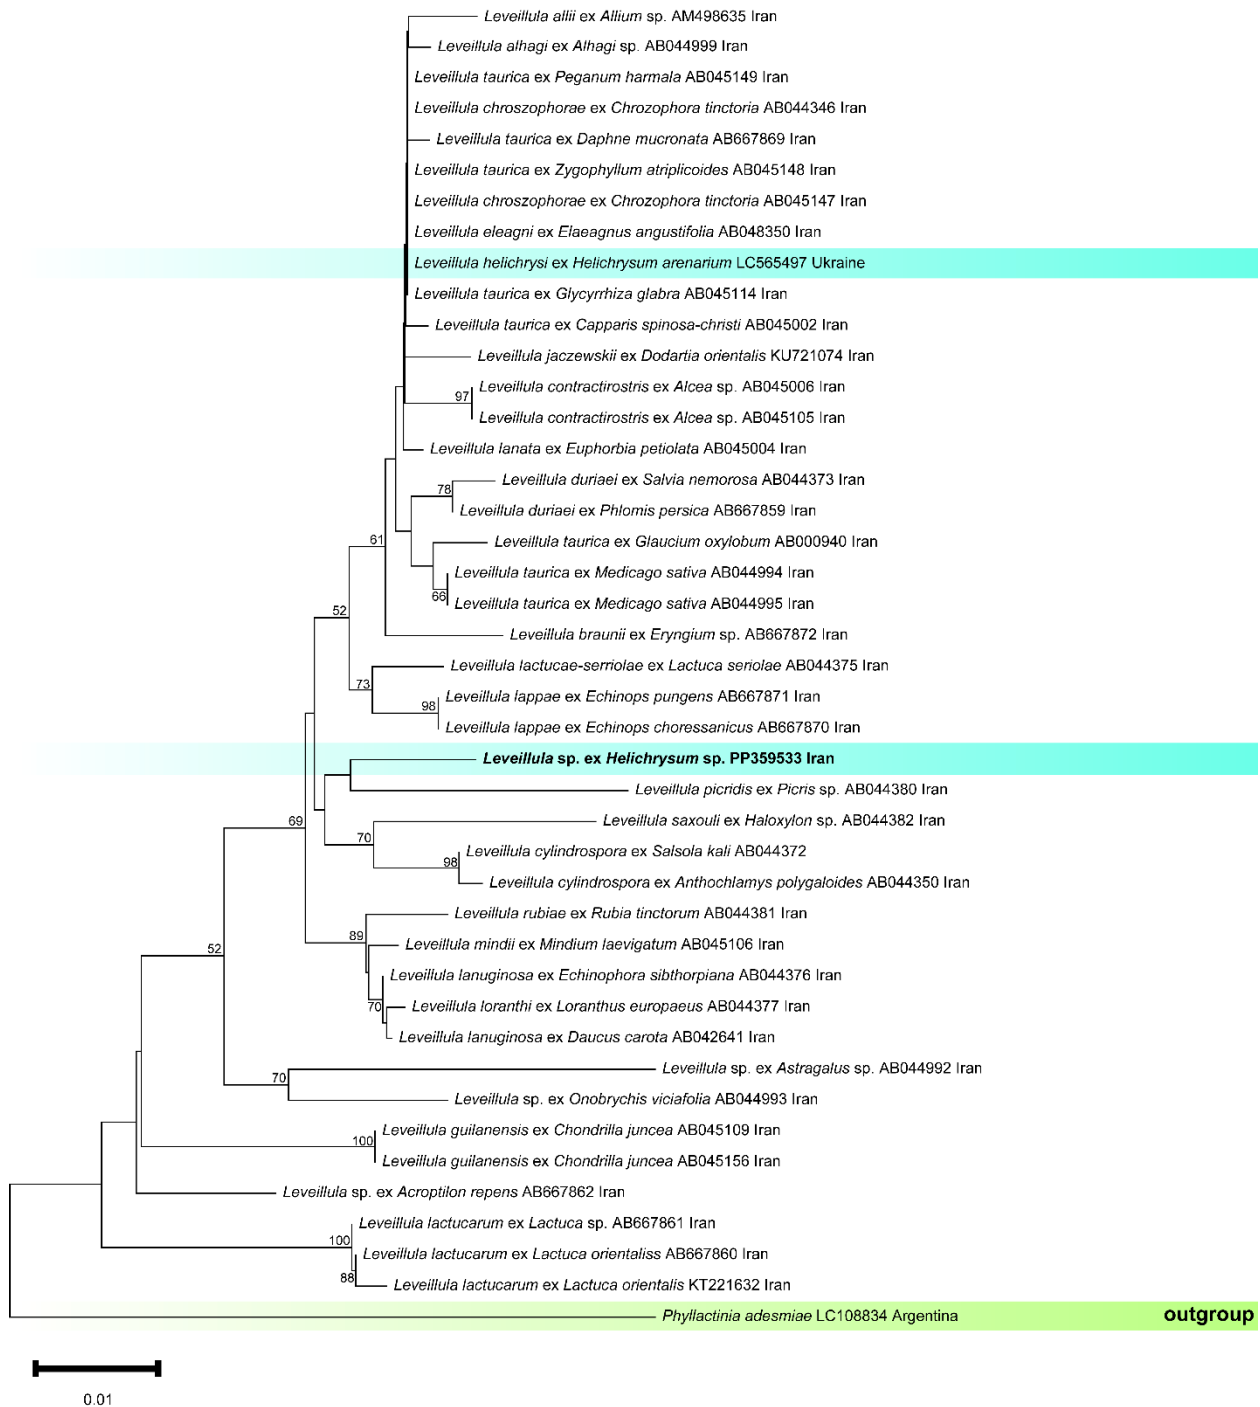 Leveillula allii ex Allium sp. AM498635 Iran
Leveillula alhagi ex Alhagi sp. AB044999 Iran
Leveillula taurica ex Peganum harmala AB045149 Iran
Leveillula chroszophorae ex Chrozophora tinctoria AB044346 Iran
Leveillula taurica ex Daphne mucronata AB667869 Iran
Leveillula taurica ex Zygophyllum atriplicoides AB045148 Iran
Leveillula chroszophorae ex Chrozophora tinctoria AB045147 Iran
Leveillula eleagni ex Elaeagnus angustifolia AB048350 Iran
Leveillula helichrysi ex Helichrysum arenarium LC565497 Ukraine
Leveillula taurica ex Glycyrrhiza glabra AB045114 Iran
Leveillula taurica ex Capparis spinosa-christi AB045002 Iran
Leveillula jaczewskii ex Dodartia orientalis KU721074 Iran
Leveillula contractirostris ex Alcea sp. AB045006 Iran
97
Leveillula contractirostris ex Alcea sp. AB045105 Iran
Leveillula lanata ex Euphorbia petiolata AB045004 Iran
Leveillula duriaei ex Salvia nemorosa AB044373 Iran
78
Leveillula duriaei ex Phlomis persica AB667859 Iran
61
Leveillula taurica ex Glaucium oxylobum AB000940 Iran
Leveillula taurica ex Medicago sativa AB044994 Iran
66
Leveillula taurica ex Medicago sativa AB044995 Iran
52
Leveillula braunii ex Eryngium sp. AB667872 Iran
Leveillula lactucae-serriolae ex Lactuca seriolae AB044375 Iran
73
Leveillula lappae ex Echinops pungens AB667871 Iran
98
Leveillula lappae ex Echinops choressanicus AB667870 Iran
Leveillula sp. ex Helichrysum sp. PP359533 Iran
Leveillula picridis ex Picris sp. AB044380 Iran
69
Leveillula saxouli ex Haloxylon sp. AB044382 Iran
70
Leveillula cylindrospora ex Salsola kali AB044372
98
Leveillula cylindrospora ex Anthochlamys polygaloides AB044350 Iran
Leveillula rubiae ex Rubia tinctorum AB044381 Iran
89
Leveillula mindii ex Mindium laevigatum AB045106 Iran
52
Leveillula lanuginosa ex Echinophora sibthorpiana AB044376 Iran
70
Leveillula loranthi ex Loranthus europaeus AB044377 Iran
Leveillula lanuginosa ex Daucus carota AB042641 Iran
Leveillula sp. ex Astragalus sp. AB044992 Iran
70
Leveillula sp. ex Onobrychis viciafolia AB044993 Iran
Leveillula guilanensis ex Chondrilla juncea AB045109 Iran
100
Leveillula guilanensis ex Chondrilla juncea AB045156 Iran
Leveillula sp. ex Acroptilon repens AB667862 Iran
Leveillula lactucarum ex Lactuca sp. AB667861 Iran
100
Leveillula lactucarum ex Lactuca orientaliss AB667860 Iran
88
Leveillula lactucarum ex Lactuca orientalis KT221632 Iran
Phyllactinia adesmiae LC108834 Argentina outgroup
0.01